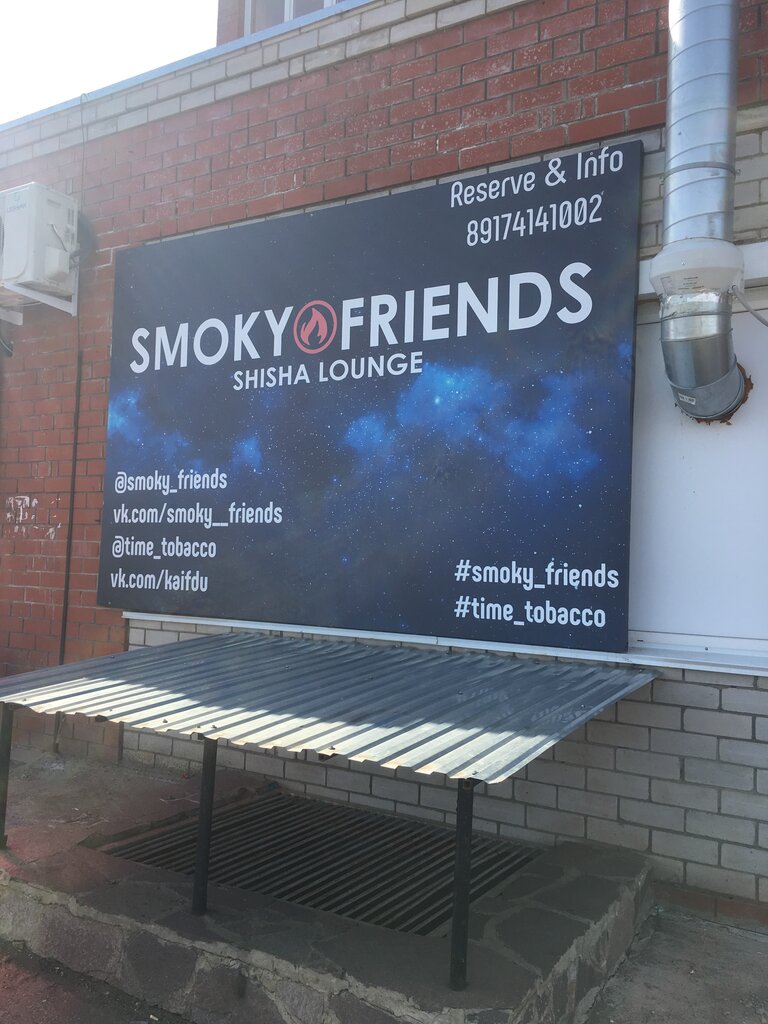 Reserve & Info
89174141002
SMOKY FRIENDS
SHISHA LOUNGE
@smoky_friends
vk.com/smoky__friends
@time_tobacco
vk.com/kaifdu
#smoky_friends
#time_tobacco